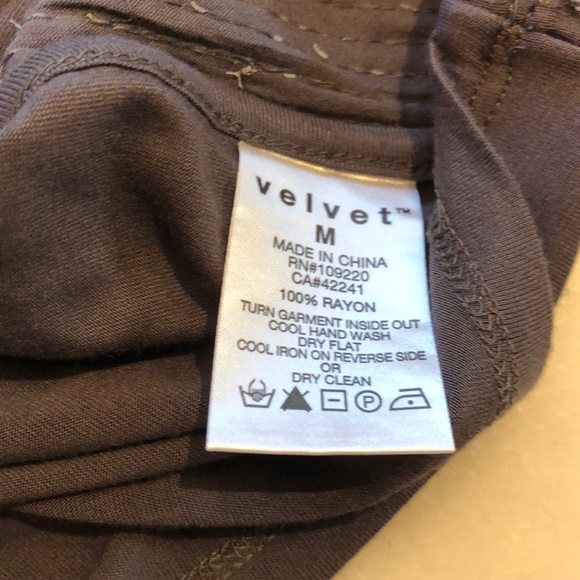 velvet™
M
MADE IN CHINA
RN#109220
CA#42241
100% RAYON
TURN GARMENT INSIDE OUT
COOL HAND WASH
DRY FLAT
COOL IRON ON REVERSE SIDE
OR
DRY CLEAN
P